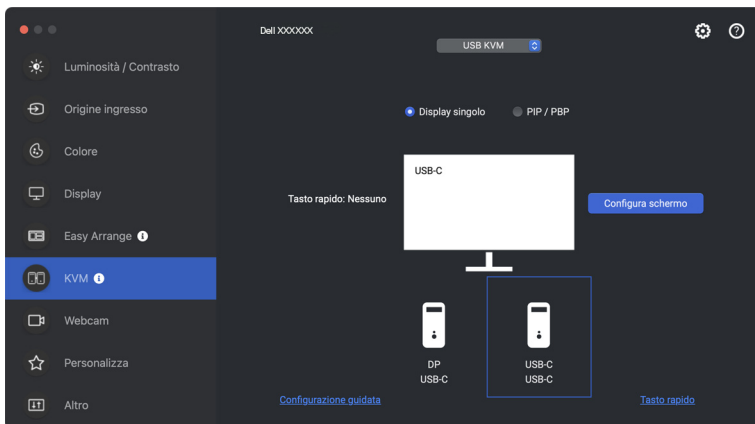 Dell XXXXXX
USB KVM
Luminosità / Contrasto
Origine ingresso
Colore
Display
Easy Arrange
KVM
Webcam
Personalizza
Altro
Display singolo
PIP / PBP
USB-C
Tasto rapido: Nessuno
Configura schermo
DP
USB-C
USB-C
USB-C
Configurazione guidata
Tasto rapido